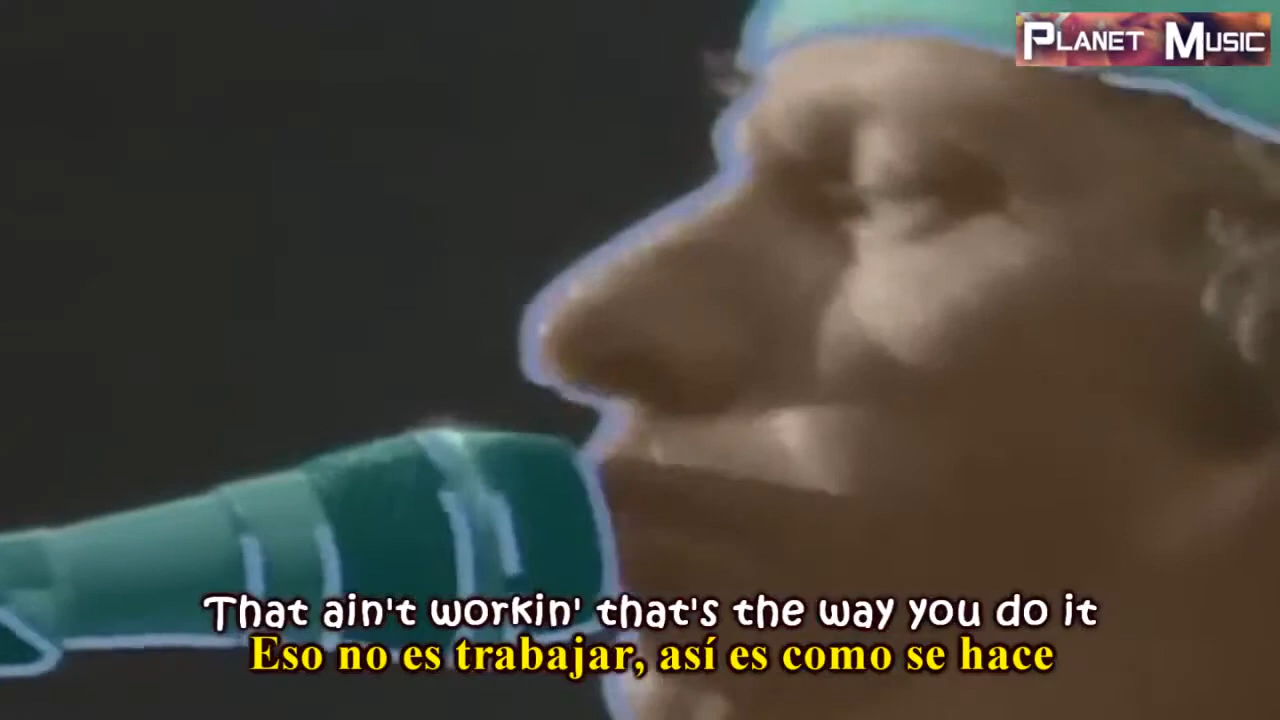 PLANET MUSIC
That ain't workin' that's the way you do it
Eso no es trabajar, así es como se hace